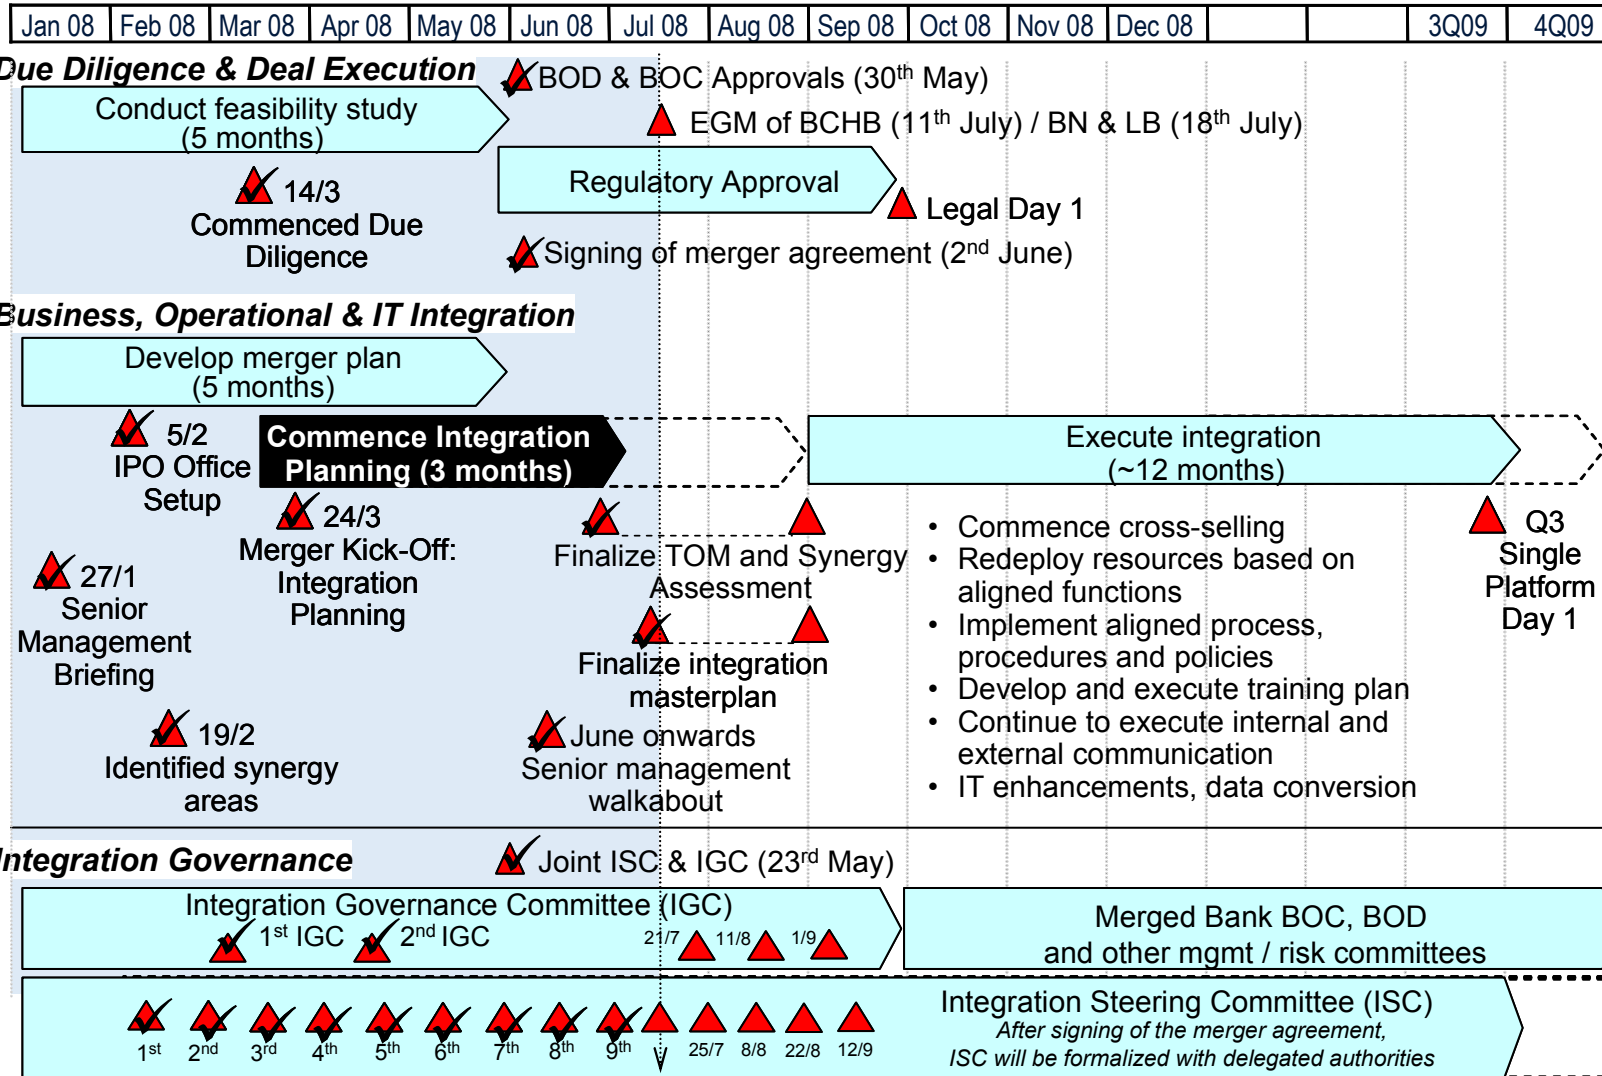 Jan 08 Feb 08 Mar 08 Apr 08 May 08 Jun 08 Jul 08 Aug 08 Sep 08 Oct 08 Nov 08 Dec 08 3Q09 4Q09
Due Diligence & Deal Execution
BOD & BOC Approvals (30th May)
Conduct feasibility study
(5 months)
EGM of BCHB (11th July) / BN & LB (18th July)
Regulatory Approval
14/3
Commenced Due
Diligence
Legal Day 1
Signing of merger agreement (2nd June)
Business, Operational & IT Integration
Develop merger plan
(5 months)
5/2
IPO Office
Setup
Commence Integration
Planning (3 months)
Execute integration
(~12 months)
24/3
Merger Kick-Off:
Integration
Planning
27/1
Senior
Management
Briefing
Finalize TOM and Synergy
Assessment
Finalize integration
masterplan
19/2
Identified synergy
areas
June onwards
Senior management
walkabout
• Commence cross-selling
• Redeploy resources based on
aligned functions
• Implement aligned process,
procedures and policies
• Develop and execute training plan
• Continue to execute internal and
external communication
• IT enhancements, data conversion
Q3
Single
Platform
Day 1
Integration Governance
Joint ISC & IGC (23rd May)
Integration Governance Committee (IGC)
1st IGC 2nd IGC 21/7 11/8 1/9
Merged Bank BOC, BOD
and other mgmt / risk committees
Integration Steering Committee (ISC)
After signing of the merger agreement,
ISC will be formalized with delegated authorities
1st 2nd 3rd 4th 5th 6th 7th 8th 9th 25/7 8/8 22/8 12/9